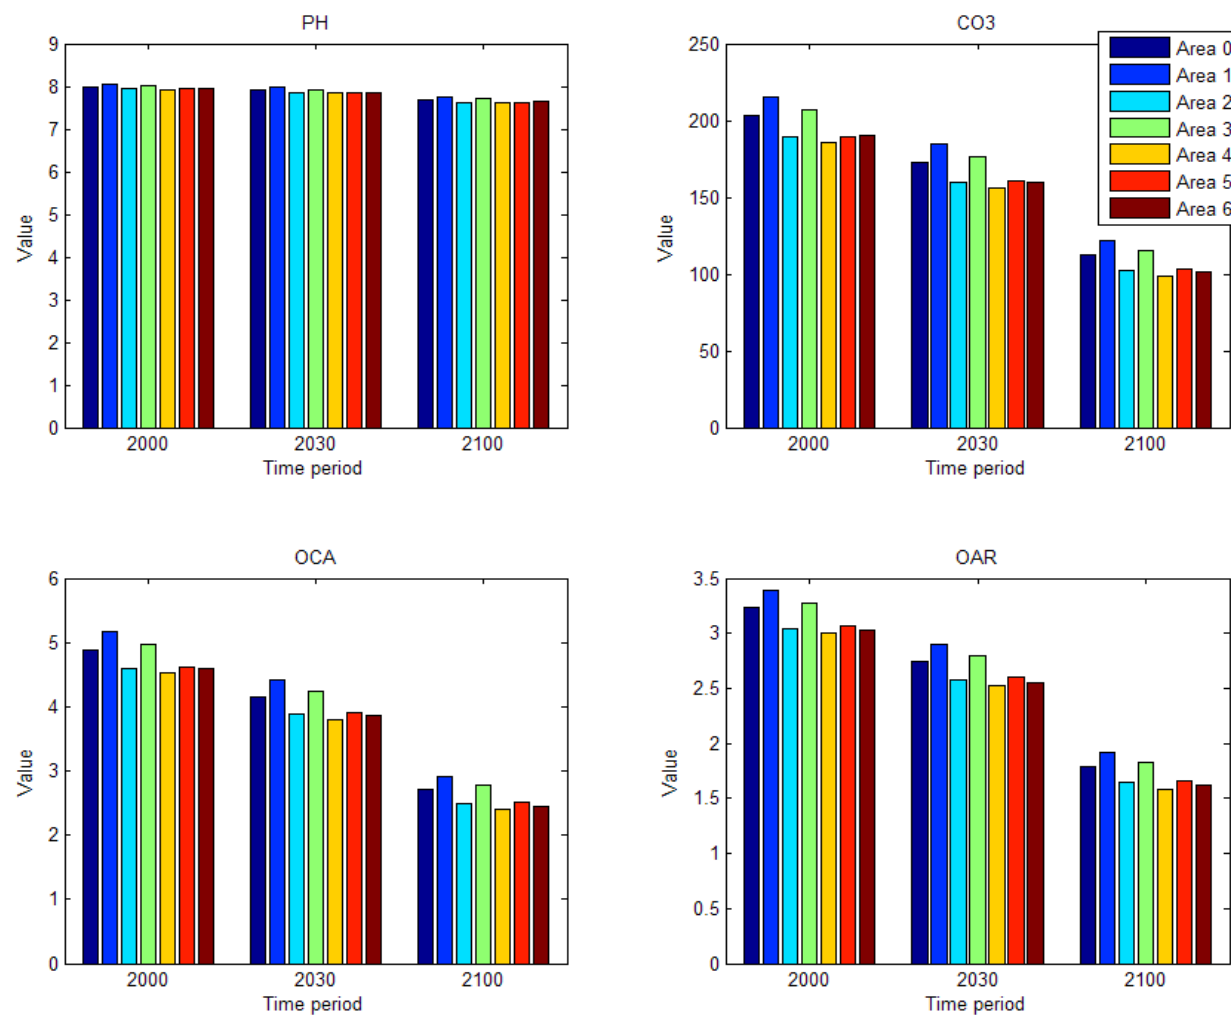 PH
9
8
7
6
5
4
3
2
1
0
Value
2000 2030 2100
Time period
CO3
250
200
150
100
50
0
Value
2000 2030 2100
Time period
Area 0
Area 1
Area 2
Area 3
Area 4
Area 5
Area 6
OCA
6
5
4
3
2
1
0
Value
2000 2030 2100
Time period
OAR
3.5
3
2.5
2
1.5
1
0.5
0
Value
2000 2030 2100
Time period